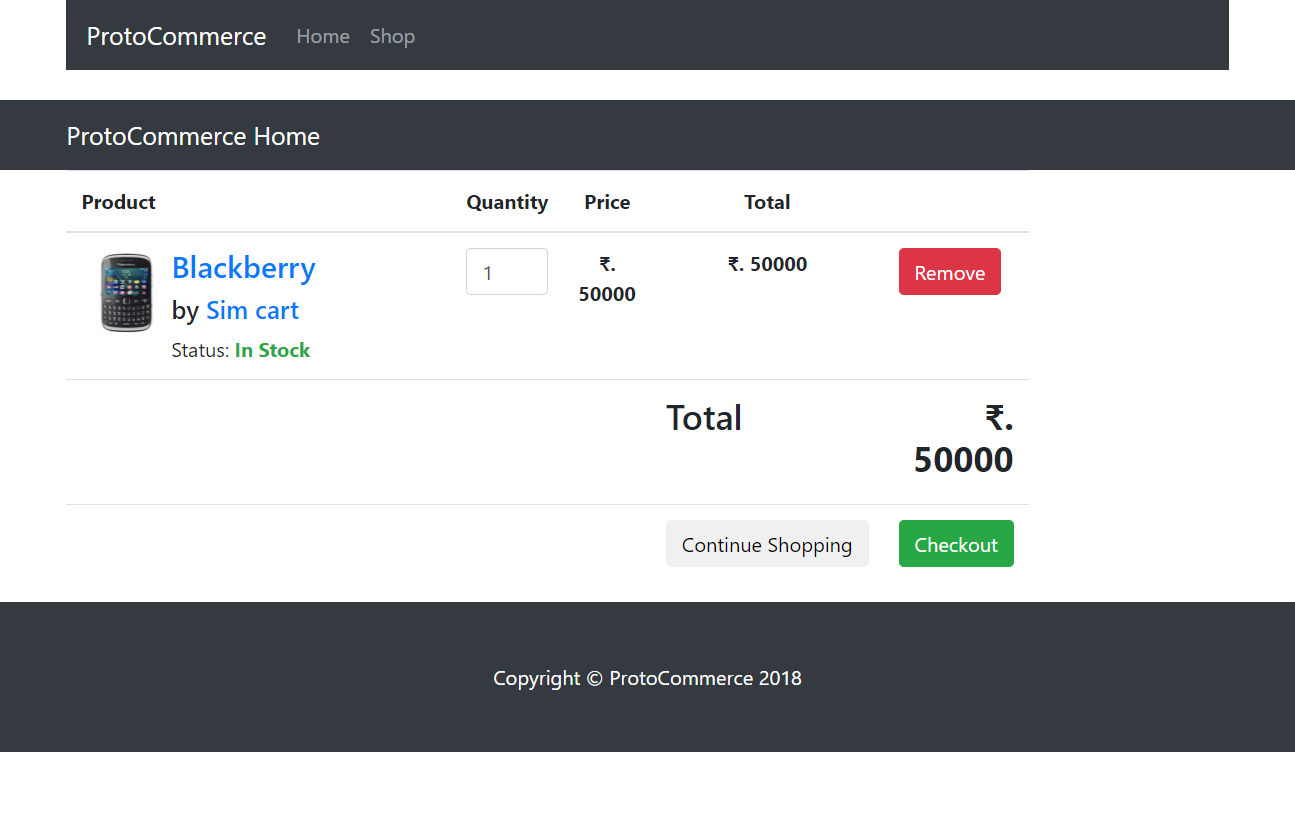 ProtoCommerce Home Shop
ProtoCommerce Home
Product Quantity Price Total
Blackberry
by Sim cart
Status: In Stock
1
₹.
50000
₹. 50000
Remove
Total
₹.
50000
Continue Shopping
Checkout
Copyright © ProtoCommerce 2018